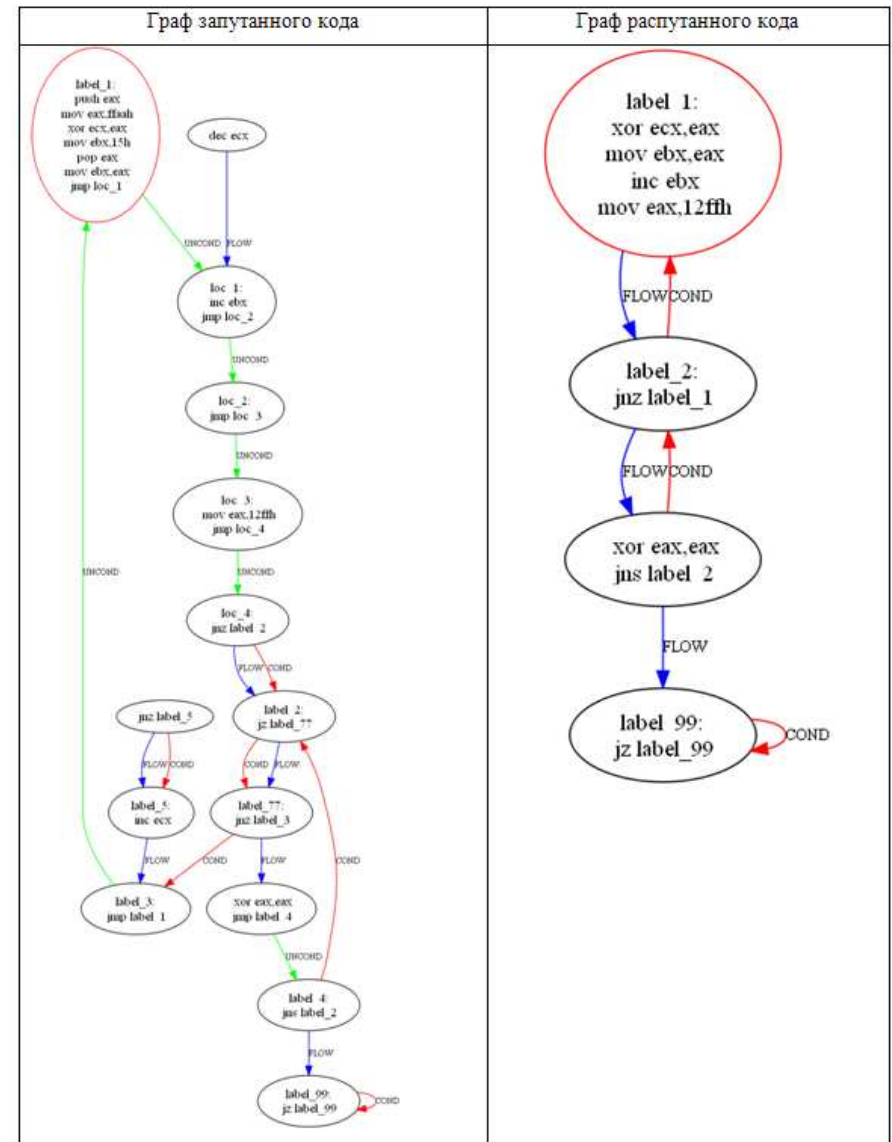 Граф запутанного кода
label_1:
push eax
mov eax,ffaah
xor ecx,eax
mov ebx,15h
pop eax
mov ebx,eax
jmp loc_1
dec ecx
UNCOND
FLOW
loc_1:
inc ebx
jmp loc_2
UNCOND
loc_2:
jmp loc_3
UNCOND
loc_3:
mov eax,12ffh
jmp loc_4
UNCOND
UNCOND
loc_4:
jnz label_2
FLOW
COND
jnz label_5
label_2:
jz label_77
FLOW
COND
COND
FLOW
label_5:
inc ecx
label_77:
jnz label_3
FLOW
COND
FLOW
COND
label_3:
jmp label_1
xor eax,eax
jmp label_4
UNCOND
label_4:
jns label_2
FLOW
label_99:
jz label_99
COND
Граф распутанного кода
label_1:
xor ecx,eax
mov ebx,eax
inc ebx
mov eax,12ffh
FLOW
COND
label_2:
jnz label_1
FLOW
COND
xor eax,eax
jns label_2
FLOW
label_99:
jz label_99
COND